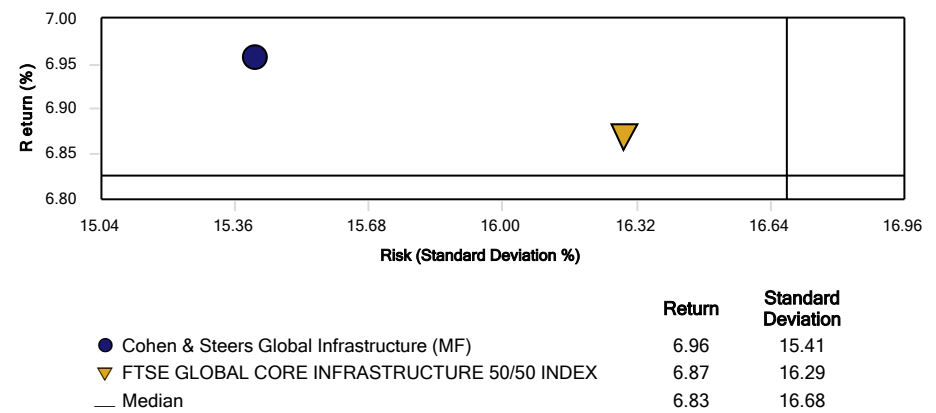 7.00
6.95
6.90
6.85
6.80
Return (%)
15.04 15.36 15.68 16.00 16.32 16.64 16.96
Risk (Standard Deviation %)
Return Standard Deviation
Cohen & Steers Global Infrastructure (MF) 6.96 15.41
FTSE GLOBAL CORE INFRASTRUCTURE 50/50 INDEX 6.87 16.29
Median 6.83 16.68